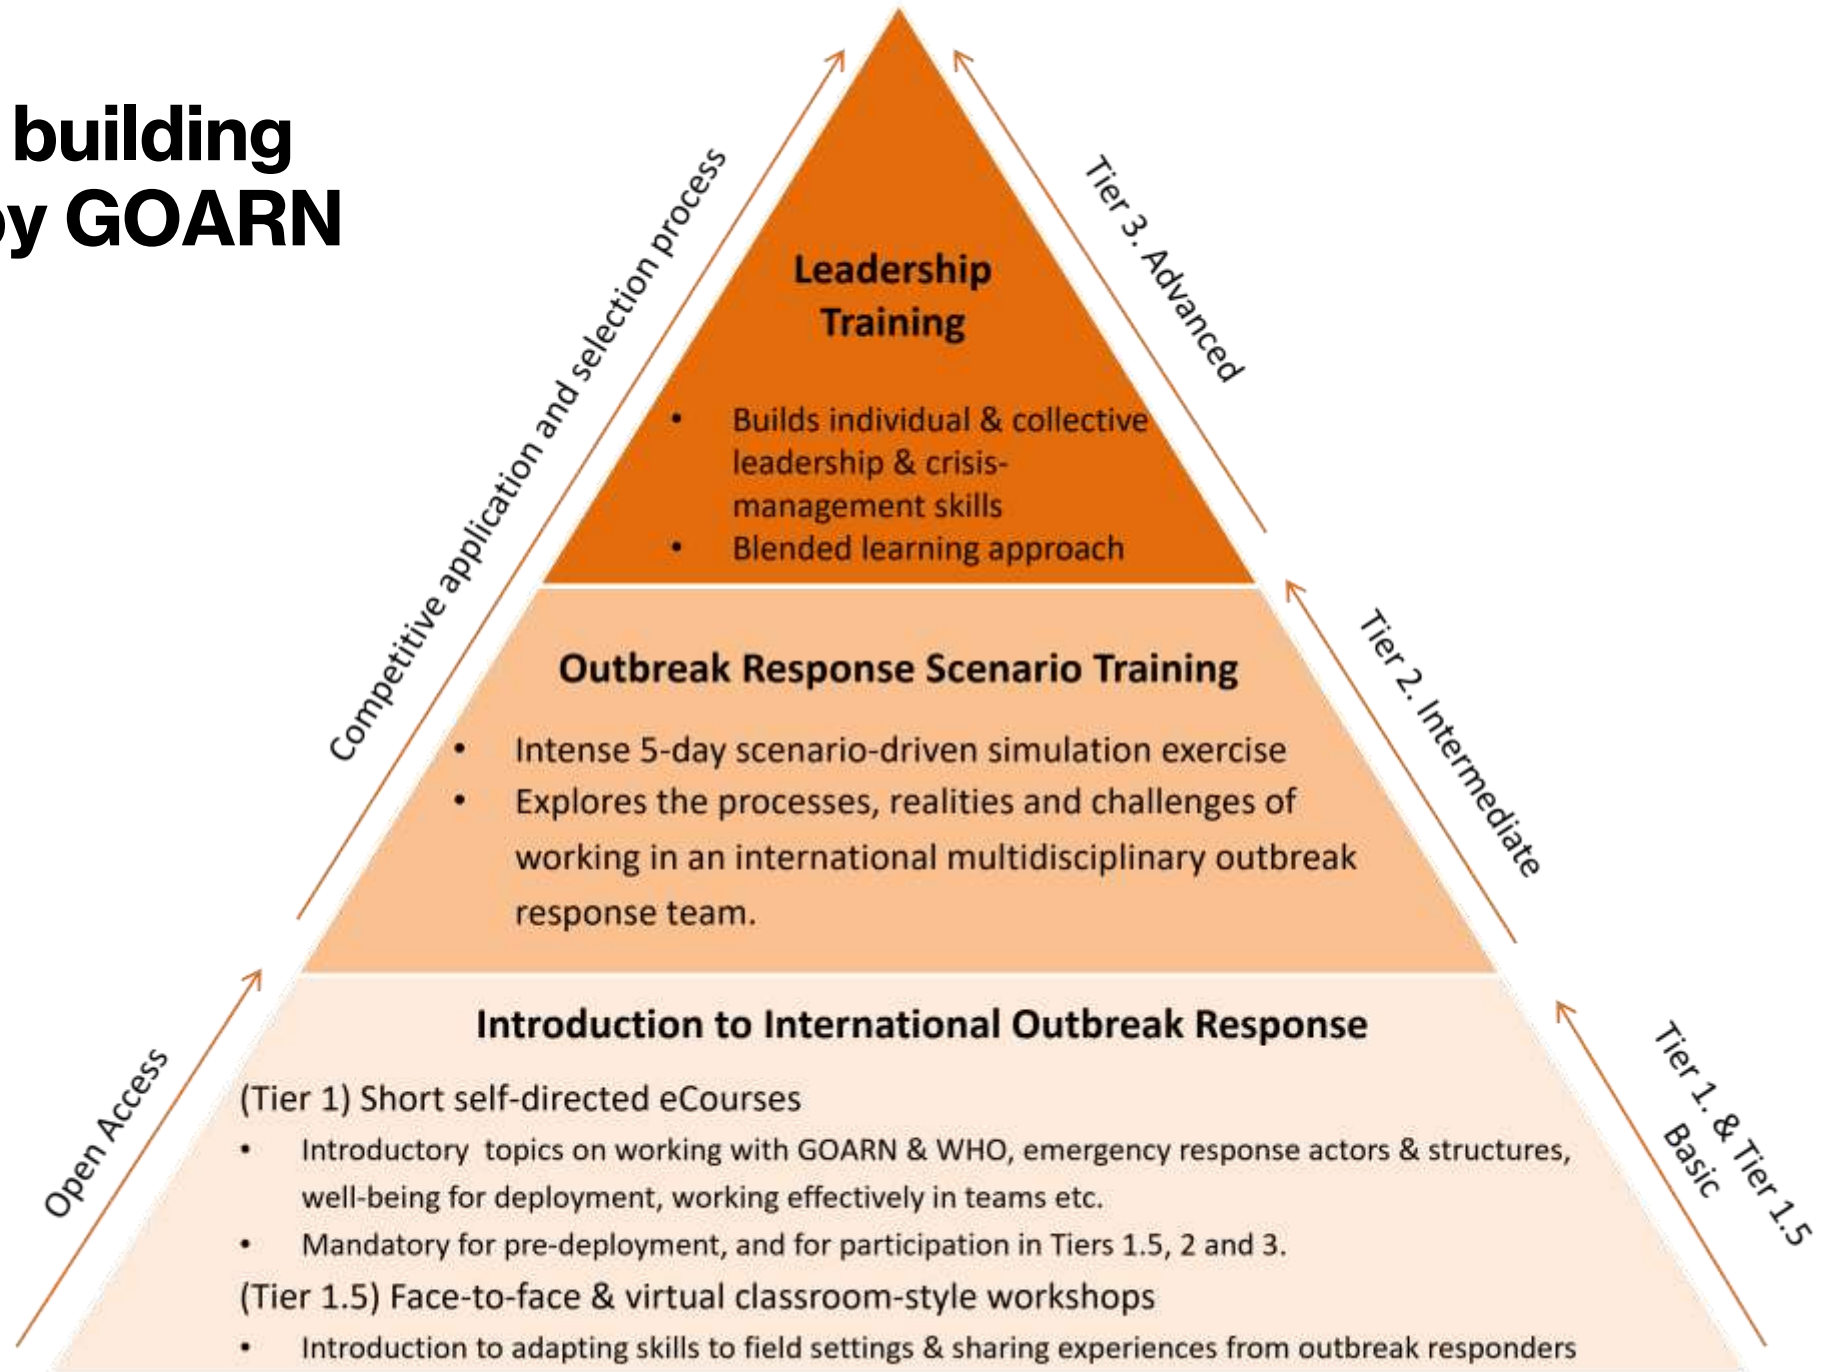 building
by GOARN
Competitive application and selection process
Tier 3. Advanced
Leadership
Training
• Builds individual & collective
leadership & crisis-
management skills
• Blended learning approach
Tier 2. Intermediate
Outbreak Response Scenario Training
• Intense 5-day scenario-driven simulation exercise
• Explores the processes, realities and challenges of
working in an international multidisciplinary outbreak
response team.
Open Access
Tier 1. & Tier 1.5
Basic
Introduction to International Outbreak Response
(Tier 1) Short self-directed eCourses
• Introductory topics on working with GOARN & WHO, emergency response actors & structures,
well-being for deployment, working effectively in teams etc.
• Mandatory for pre-deployment, and for participation in Tiers 1.5, 2 and 3.
(Tier 1.5) Face-to-face & virtual classroom-style workshops
• Introduction to adapting skills to field settings & sharing experiences from outbreak responders